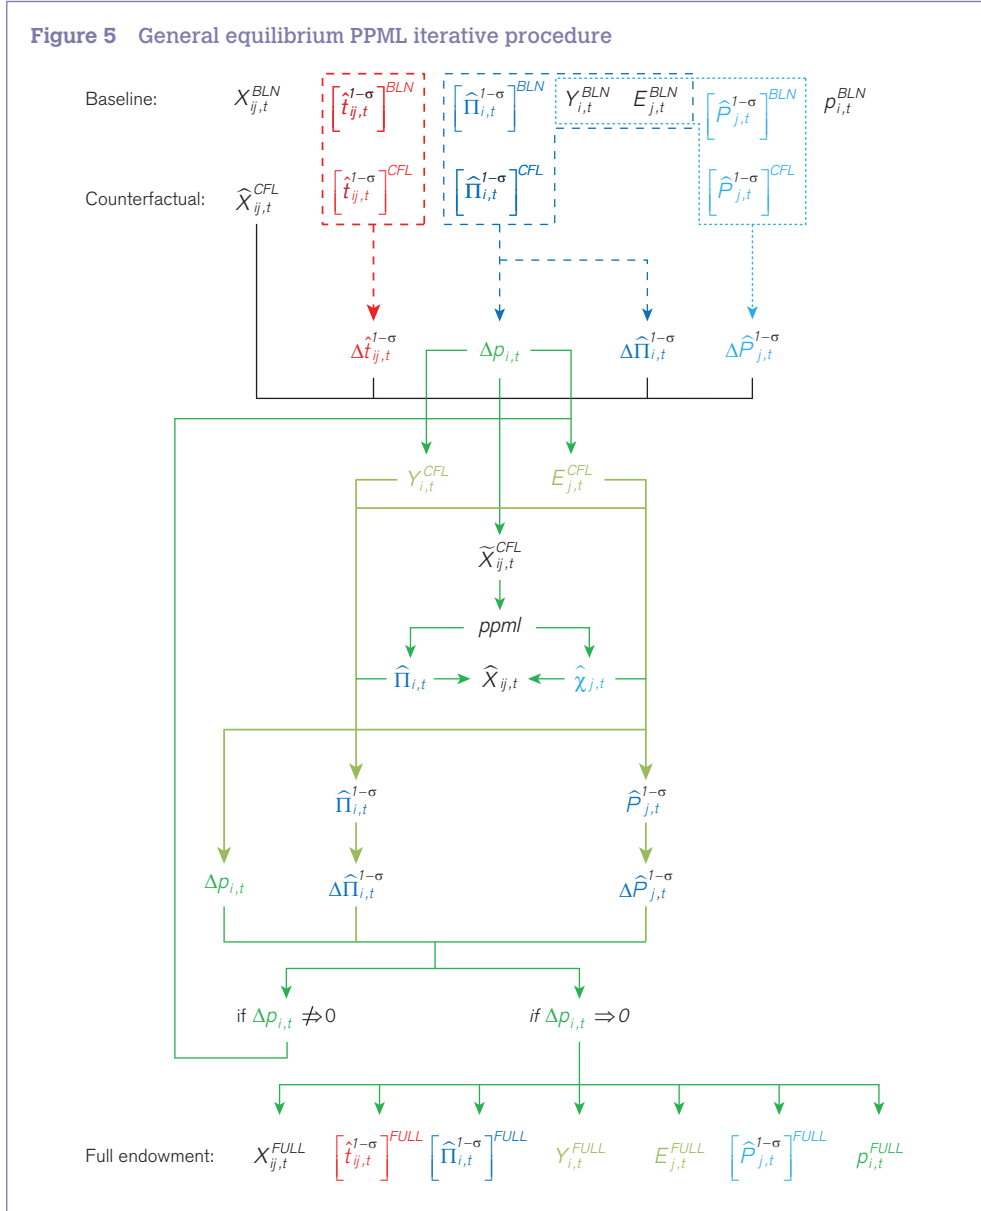 Figure 5 General equilibrium PPML iterative procedure
Baseline: X_{ij,t}^{BLN} [t̂_{ij,t}^{1−σ}]^{BLN} [Π̂_{i,t}^{1−σ}]^{BLN} Y_{i,t}^{BLN} E_{j,t}^{BLN} [P̂_{j,t}^{1−σ}]^{BLN} p_{i,t}^{BLN}
Counterfactual: X̂_{ij,t}^{CFL} [t̂_{ij,t}^{1−σ}]^{CFL} [Π̂_{i,t}^{1−σ}]^{CFL} [P̂_{j,t}^{1−σ}]^{CFL}
Δt̂_{ij,t}^{1−σ} Δp_{i,t} ΔΠ̂_{i,t}^{1−σ} ΔP̂_{j,t}^{1−σ}
Y_{i,t}^{CFL} E_{j,t}^{CFL}
X̃_{ij,t}^{CFL}
ppml
Π̂_{i,t} X̂_{ij,t} χ̂_{j,t}
Π̂_{i,t}^{1−σ} P̂_{j,t}^{1−σ}
Δp_{i,t} ΔΠ̂_{i,t}^{1−σ} ΔP̂_{j,t}^{1−σ}
if Δp_{i,t} ⇏ 0 if Δp_{i,t} ⇒ 0
Full endowment: X_{ij,t}^{FULL} [t̂_{ij,t}^{1−σ}]^{FULL} [Π̂_{i,t}^{1−σ}]^{FULL} Y_{i,t}^{FULL} E_{j,t}^{FULL} [P̂_{j,t}^{1−σ}]^{FULL} p_{i,t}^{FULL}